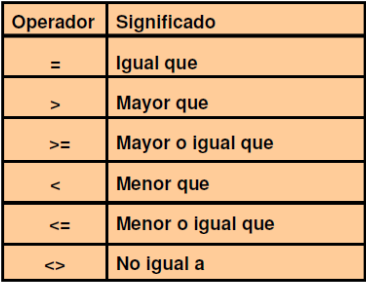 Operador Significado
= Igual que
> Mayor que
>= Mayor o igual que
< Menor que
<= Menor o igual que
<> No igual a